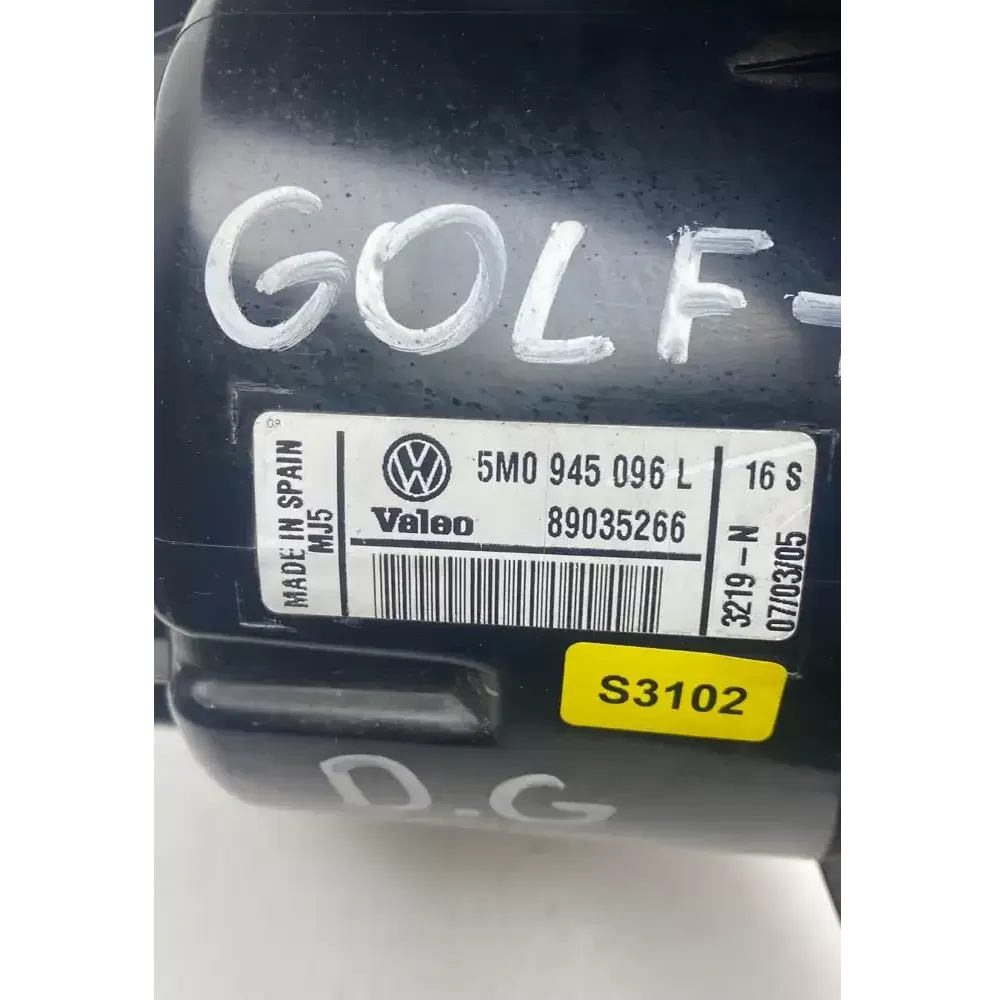 GOLF-
MADE IN SPAIN
MJ5
5M0 945 096 L
Valeo 89035266
16 S
3219-N
07/03/05
S3102
D.G